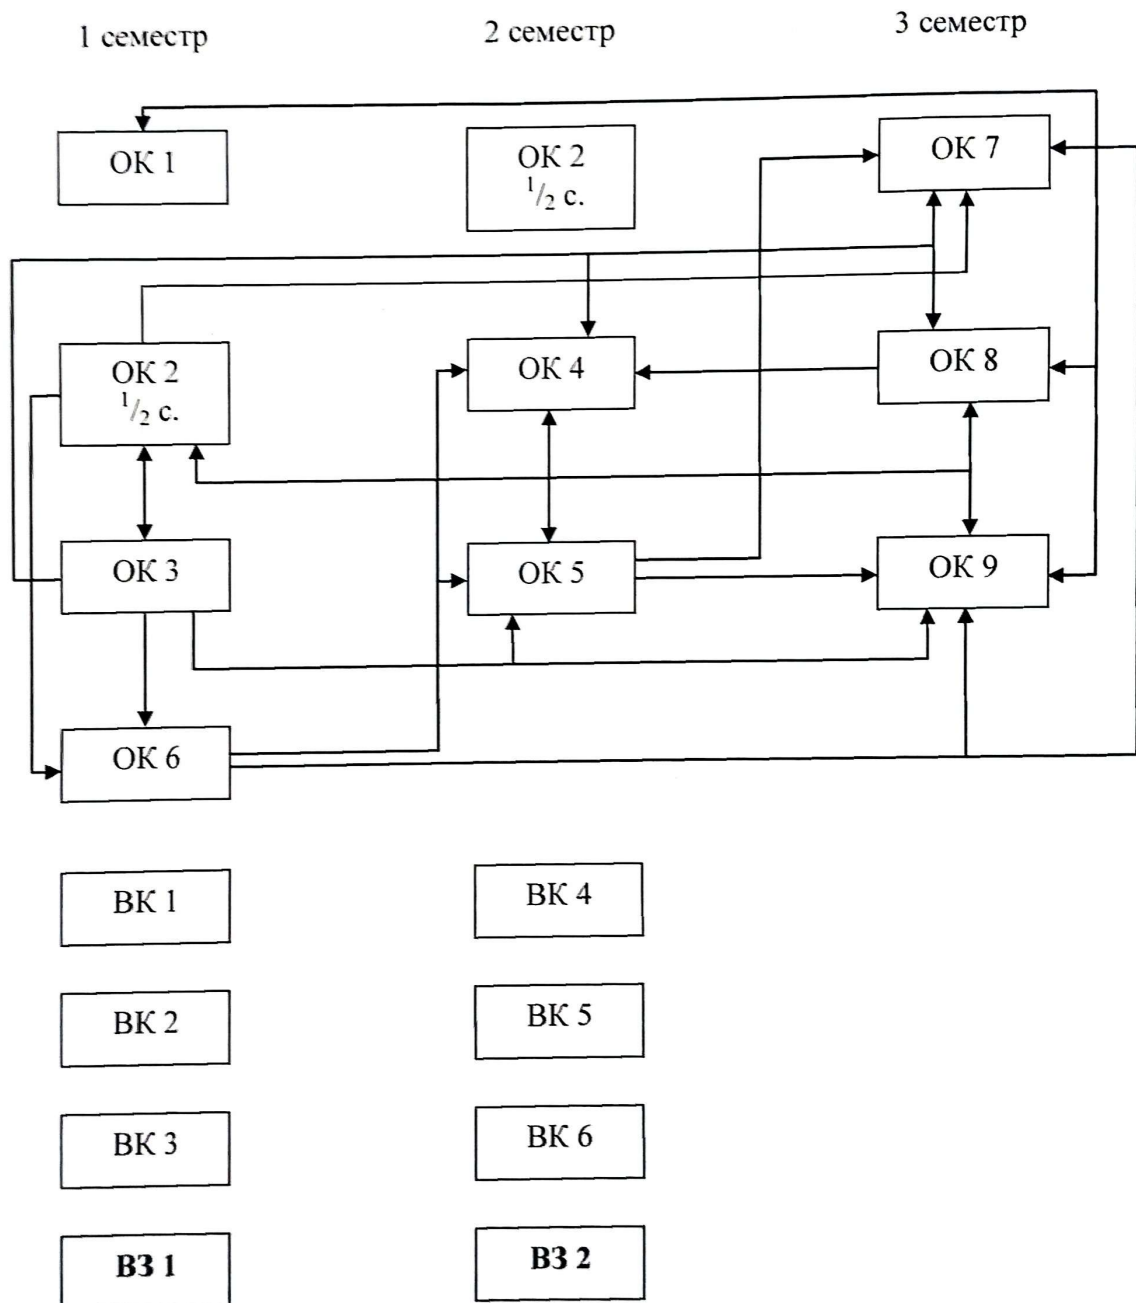 1 семестр
2 семестр
3 семестр
ОК 1
ОК 2
1/2 с.
ОК 7
ОК 2
1/2 с.
ОК 4
ОК 8
ОК 3
ОК 5
ОК 9
ОК 6
ВК 1
ВК 4
ВК 2
ВК 5
ВК 3
ВК 6
ВЗ 1
ВЗ 2